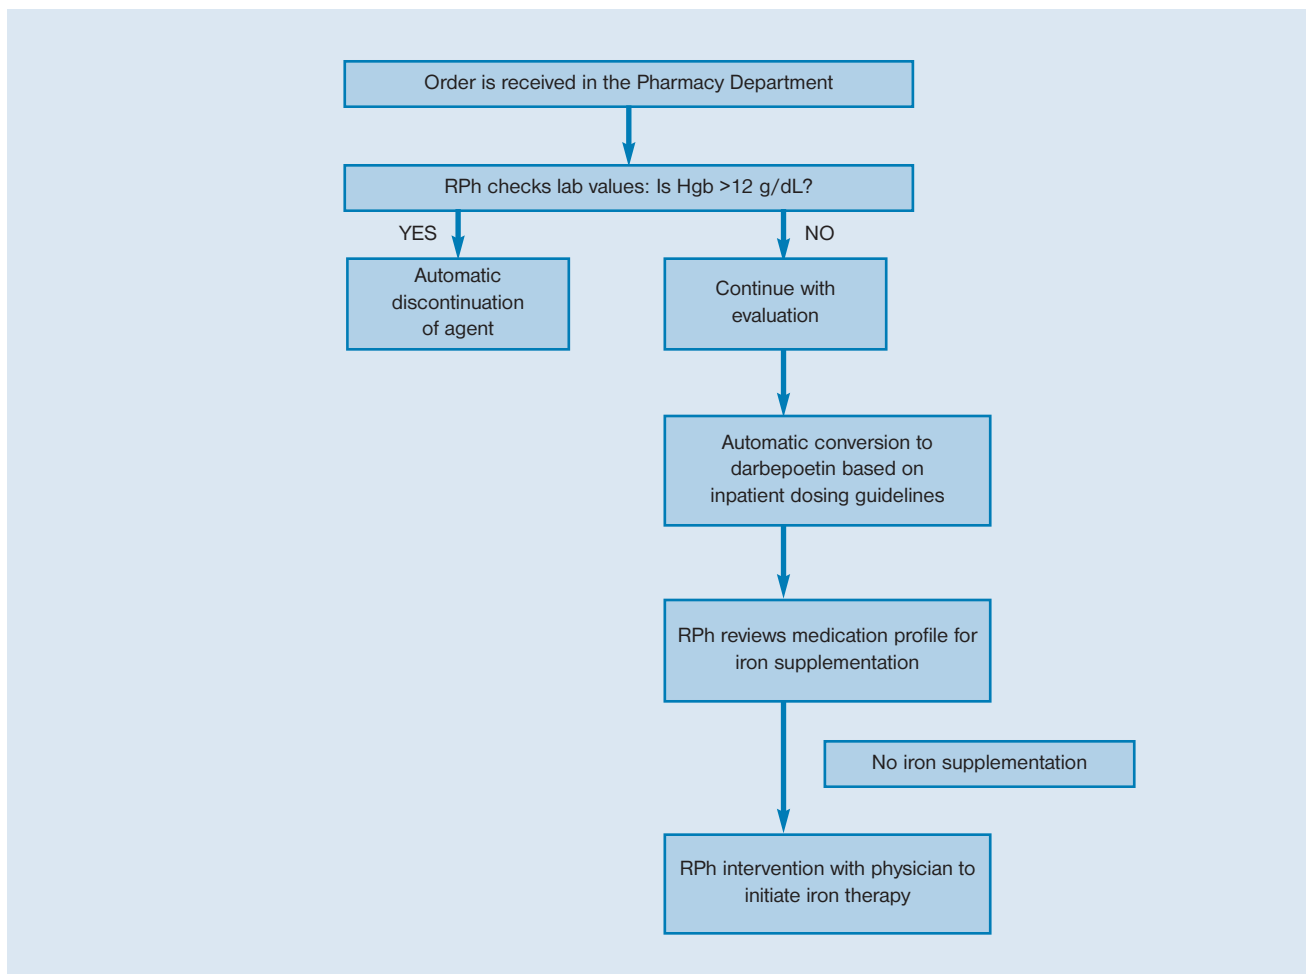 Order is received in the Pharmacy Department
RPh checks lab values: Is Hgb >12 g/dL?
YES
NO
Automatic
discontinuation
of agent
Continue with
evaluation
Automatic conversion to
darbepoetin based on
inpatient dosing guidelines
RPh reviews medication profile for
iron supplementation
No iron supplementation
RPh intervention with physician to
initiate iron therapy